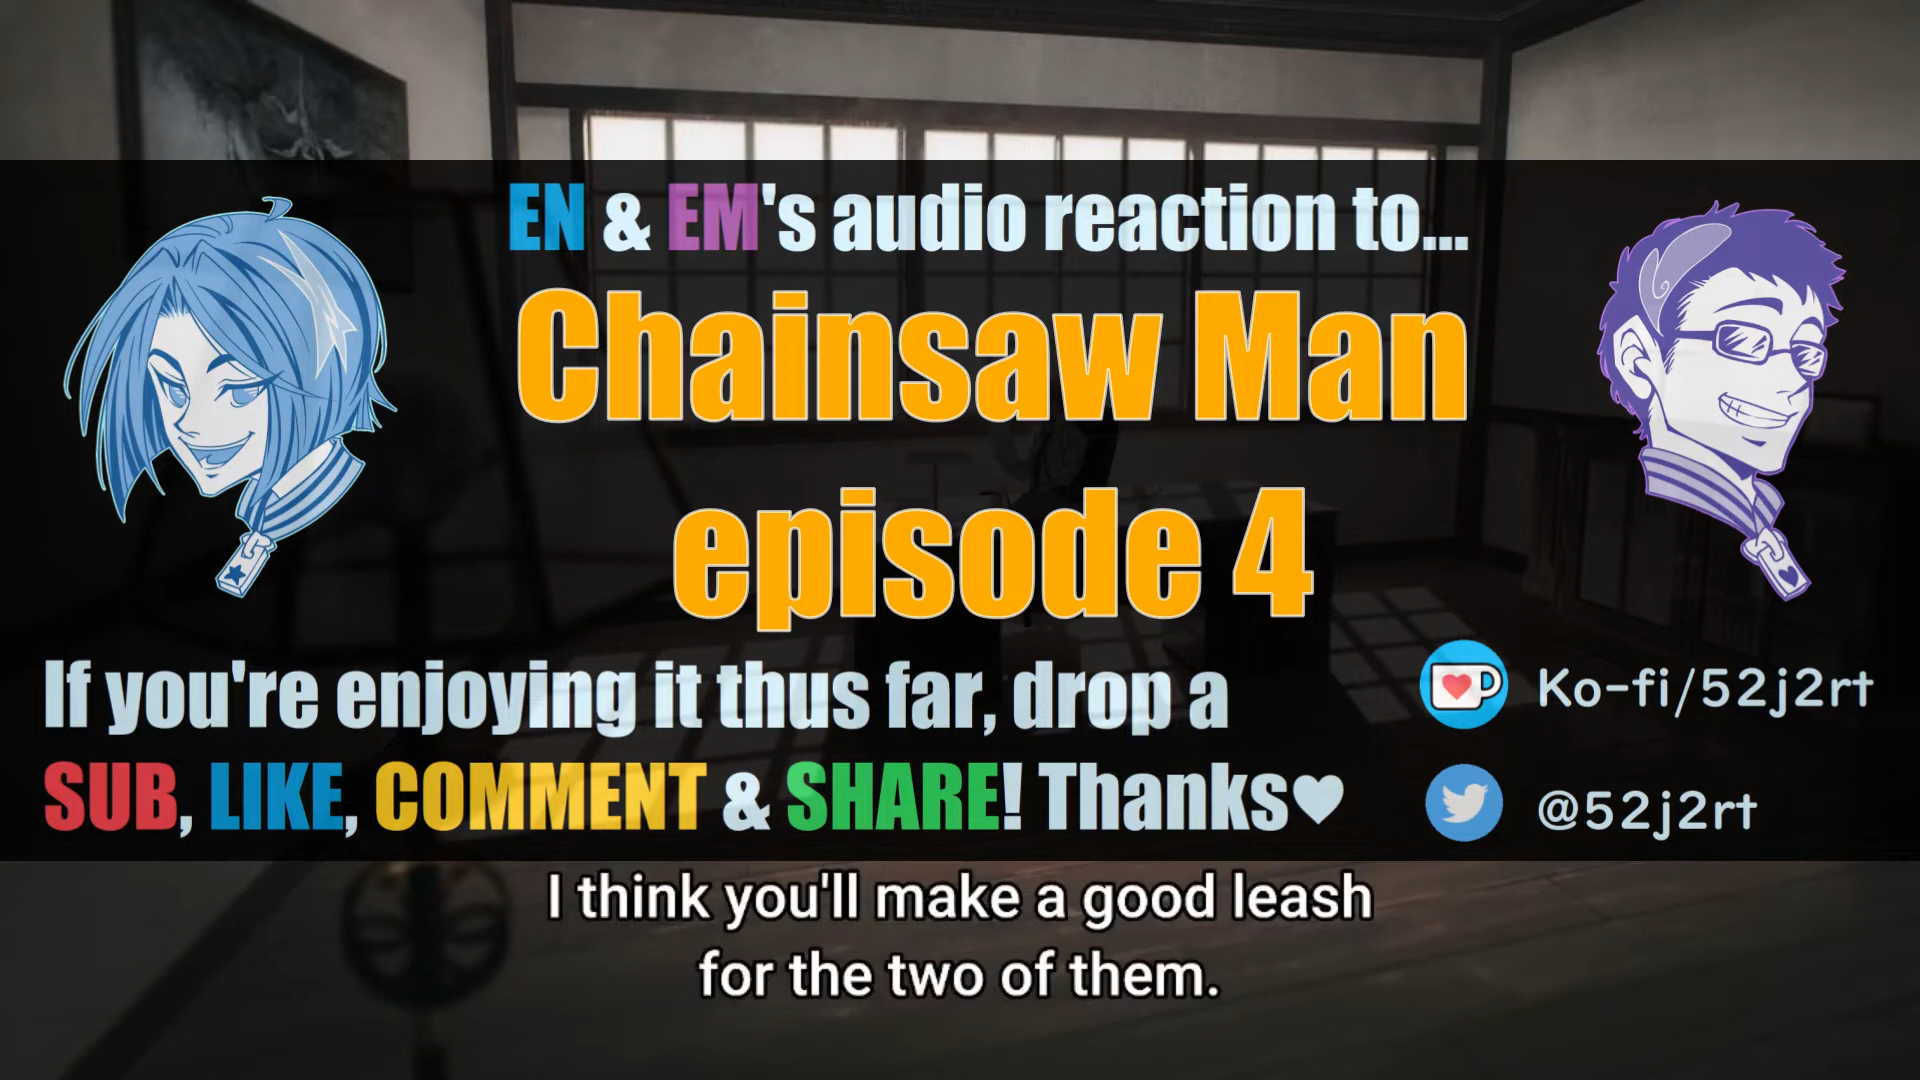 EN & EM's audio reaction to...
Chainsaw Man
episode 4
If you're enjoying it thus far, drop a
SUB, LIKE, COMMENT & SHARE! Thanks♥
Ko-fi/52j2rt
@52j2rt
I think you'll make a good leash
for the two of them.